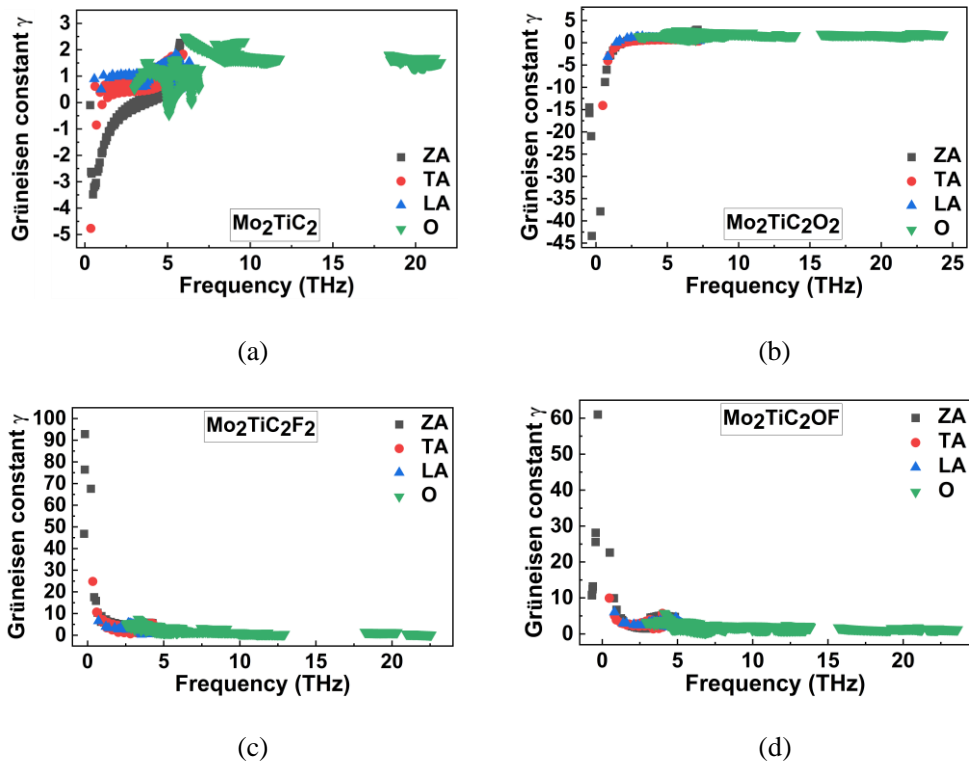 Grüneisen constant γ
3
2
1
0
-1
-2
-3
-4
-5
ZA
TA
LA
O
Mo2TiC2
0 5 10 15 20
Frequency (THz)
(a)
Grüneisen constant γ
5
0
-5
-10
-15
-20
-25
-30
-35
-40
-45
ZA
TA
LA
O
Mo2TiC2O2
0 5 10 15 20 25
Frequency (THz)
(b)
Grüneisen constant γ
100
90
80
70
60
50
40
30
20
10
0
Mo2TiC2F2
ZA
TA
LA
O
0 5 10 15 20
Frequency (THz)
(c)
Grüneisen constant γ
60
50
40
30
20
10
0
Mo2TiC2OF
ZA
TA
LA
O
0 5 10 15 20
Frequency (THz)
(d)